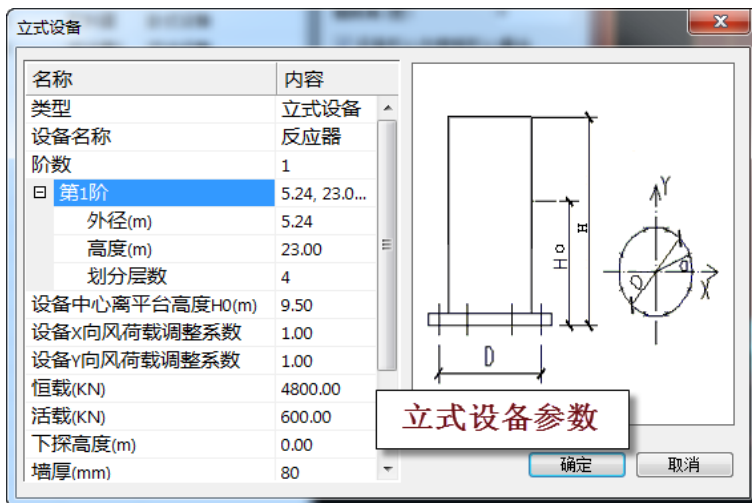 立式设备
名称 内容
类型 立式设备
设备名称 反应器
阶数 1
第1阶 5.24, 23.0...
外径(m) 5.24
高度(m) 23.00
划分层数 4
设备中心离平台高度H0(m) 9.50
设备X向风荷载调整系数 1.00
设备Y向风荷载调整系数 1.00
恒载(KN) 4800.00
活载(KN) 600.00
下探高度(m) 0.00
墙厚(mm) 80
H
Ho
D
Y
X
D
α
立式设备参数
确定 取消